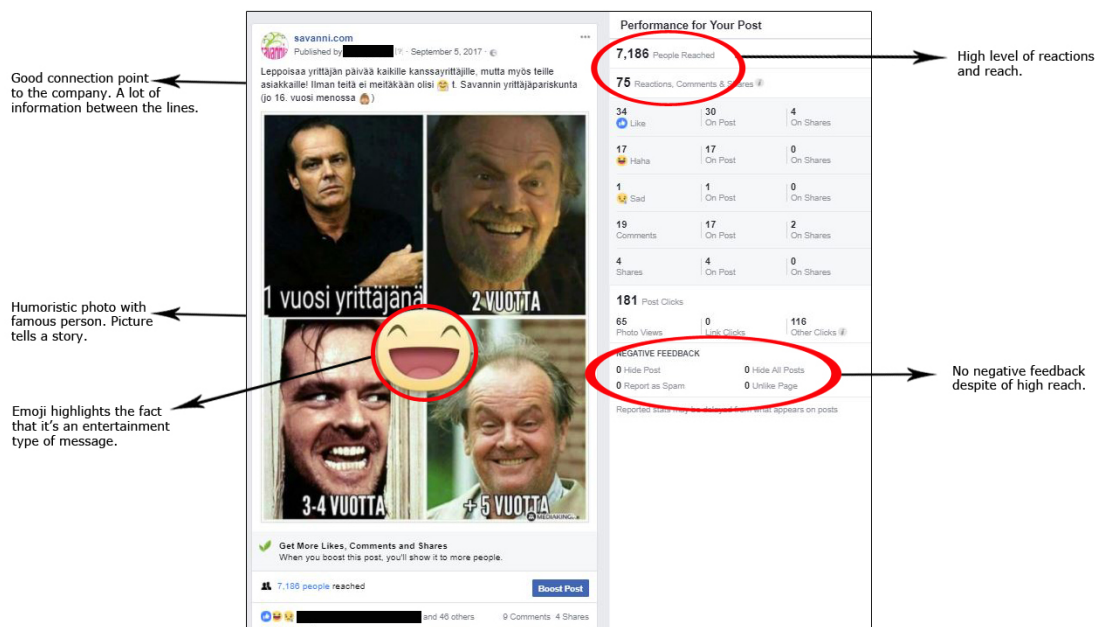 Good connection point
to the company. A lot of
information between the lines.
Humoristic photo with
famous person. Picture
tells a story.
Emoji highlights the fact
that it's an entertainment
type of message.
savanni.com
Published by · September 5, 2017 ·
Leppoisaa yrittäjän päivää kaikille kanssayrittäjille, mutta myös teille
asiakkaille! Ilman teitä ei meitäkään olisi 🤗 t. Savannin yrittäjäpariskunta
(jo 16. vuosi menossa)
1 vuosi yrittäjänä
2 VUOTTA
3-4 VUOTTA
+ 5 VUOTTA
MEDIAKING
Get More Likes, Comments and Shares
When you boost this post, you'll show it to more people.
7,186 people reached
Boost Post
and 46 others
9 Comments 4 Shares
Performance for Your Post
7,186 People Reached
75 Reactions, Comments & Shares
34 30 4
Like On Post On Shares
17 17 0
Haha On Post On Shares
1 1 0
Sad On Post On Shares
19 17 2
Comments On Post On Shares
4 4 0
Shares On Post On Shares
181 Post Clicks
65 0 116
Photo Views Link Clicks Other Clicks
NEGATIVE FEEDBACK
0 Hide Post 0 Hide All Posts
0 Report as Spam 0 Unlike Page
Reported stats may be delayed from what appears on posts
High level of reactions
and reach.
No negative feedback
despite of high reach.